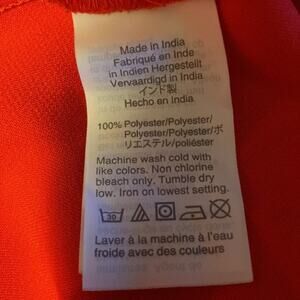 Made in India
Fabriqué en Inde
in Indien Hergestellt
Vervaardigd in India
インド製
Hecho en India
100% Polyester/Polyester/
Polyester/Polyester/ポ
リエステル/poliéster
Machine wash cold with
like colors. Non chlorine
bleach only. Tumble dry
low. Iron on lowest setting.
30
Laver à la machine à l'eau
froide avec des couleurs